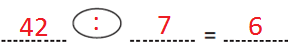 42 : 7 = 6